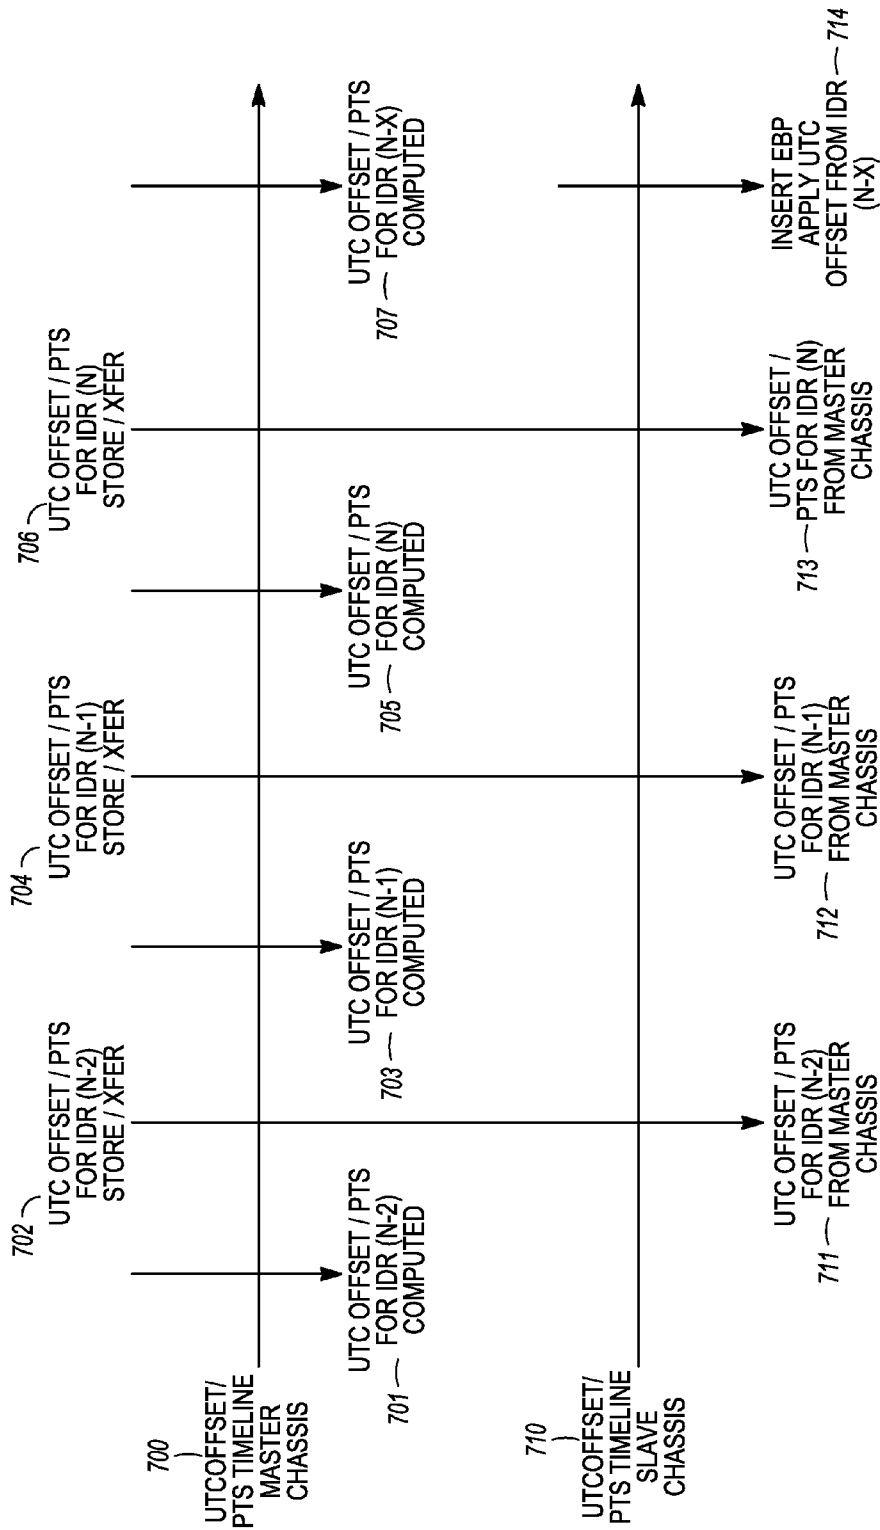 702
UTC OFFSET / PTS
FOR IDR (N-2)
STORE / XFER
704
UTC OFFSET / PTS
FOR IDR (N-1)
STORE / XFER
706
UTC OFFSET / PTS
FOR IDR (N)
STORE / XFER
700
UTCOFFSET/
PTS TIMELINE
MASTER
CHASSIS
701
UTC OFFSET / PTS
FOR IDR (N-2)
COMPUTED
703
UTC OFFSET / PTS
FOR IDR (N-1)
COMPUTED
705
UTC OFFSET / PTS
FOR IDR (N)
COMPUTED
707
UTC OFFSET / PTS
FOR IDR (N-X)
COMPUTED
710
UTCOFFSET/
PTS TIMELINE
SLAVE
CHASSIS
711
UTC OFFSET / PTS
FOR IDR (N-2)
FROM MASTER
CHASSIS
712
UTC OFFSET / PTS
FOR IDR (N-1)
FROM MASTER
CHASSIS
713
UTC OFFSET /
PTS FOR IDR (N)
FROM MASTER
CHASSIS
INSERT EBP
APPLY UTC
OFFSET FROM IDR
(N-X)
714